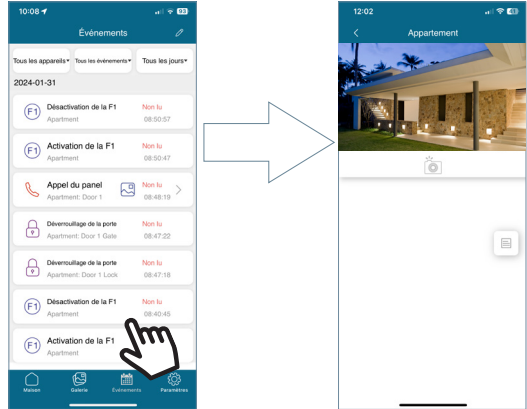 10:08
93
Événements
Tous les appareils
Tous les événements
Tous les jours
2024-01-31
F1
Désactivation de la F1
Non lu
Apartment
08:50:57
F1
Activation de la F1
Non lu
Apartment
08:50:47
Appel du panel
Non lu
Apartment: Door 1
08:48:19
Déverrouillage de la porte
Non lu
Apartment: Door 1 Gate
08:47:22
Déverrouillage de la porte
Non lu
Apartment: Door 1 Lock
08:47:18
F1
Désactivation de la F1
Non lu
Apartment
08:40:45
F1
Activation de la F1
Non lu
Apartment
Maison
Galerie
Événements
Paramètres
12:02
Appartement